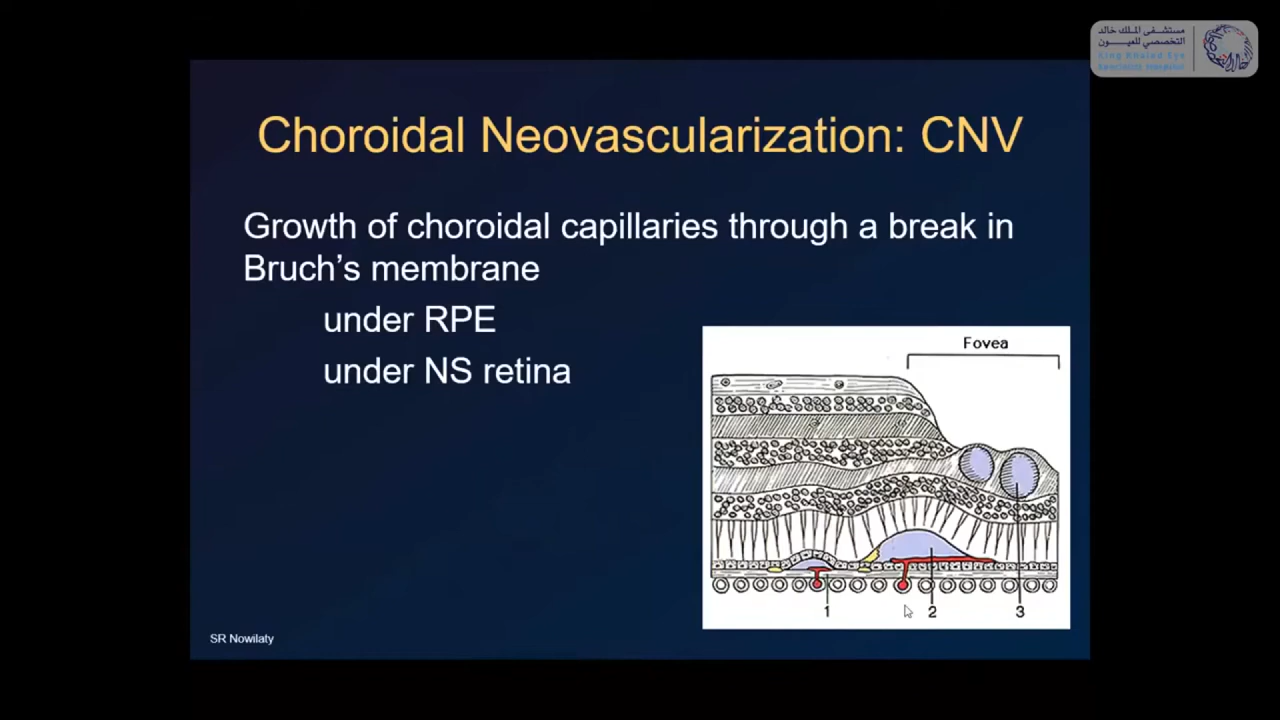 مستشفى الملك خالد
التخصصي للعيون
King Khaled Eye
Specialist Hospital
Choroidal Neovascularization: CNV
Growth of choroidal capillaries through a break in
Bruch's membrane
under RPE
under NS retina
Fovea
1 2 3
SR Nowilaty